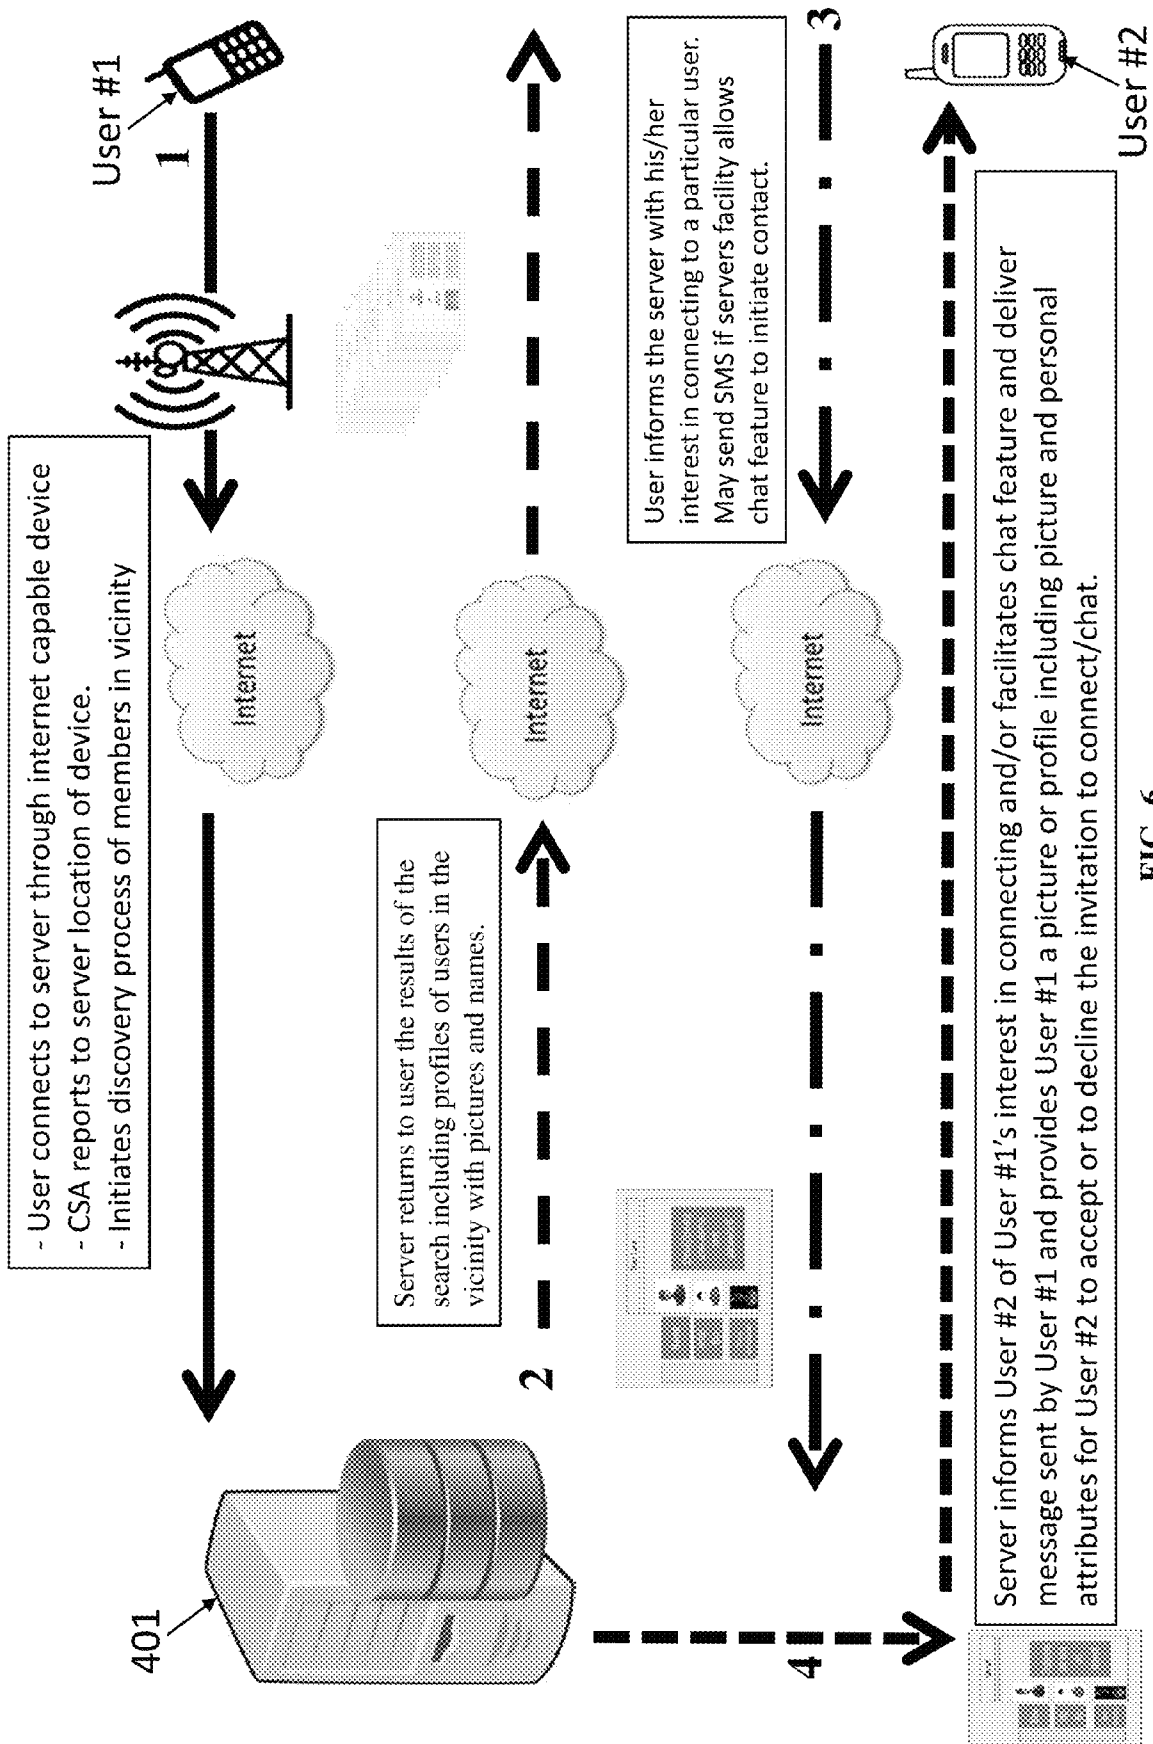 User #1
1
- User connects to server through internet capable device
- CSA reports to server location of device.
- Initiates discovery process of members in vicinity
Internet
401
Server returns to user the results of the
search including profiles of users in the
vicinity with pictures and names.
2
Internet
3
User informs the server with his/her
interest in connecting to a particular user.
May send SMS if servers facility allows
chat feature to initiate contact.
Internet
4
User #2
Server informs User #2 of User #1's interest in connecting and/or facilitates chat feature and deliver
message sent by User #1 and provides User #1 a picture or profile including picture and personal
attributes for User #2 to accept or to decline the invitation to connect/chat.
FIG. 6